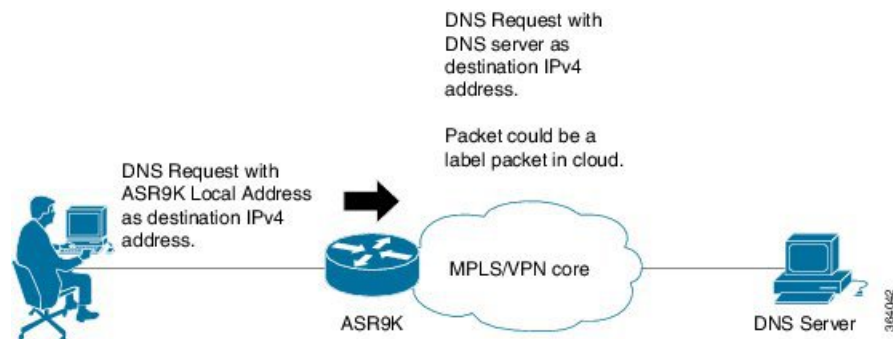 DNS Request with
DNS server as
destination IPv4
address.
Packet could be a
label packet in cloud.
DNS Request with
ASR9K Local Address
as destination IPv4
address.
MPLS/VPN core
ASR9K
DNS Server
364042